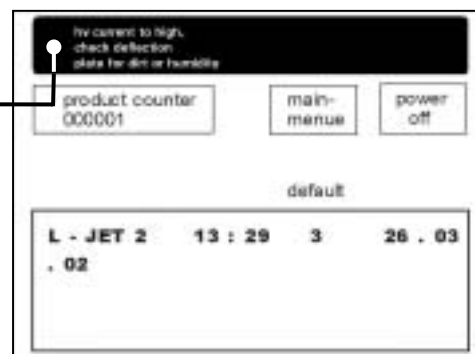 hv current to high.
check deflection
plate for dirt or humidity
product counter
000001
main-
menue
power
off
default
L - JET 2 13 : 29 3 26 . 03
. 02